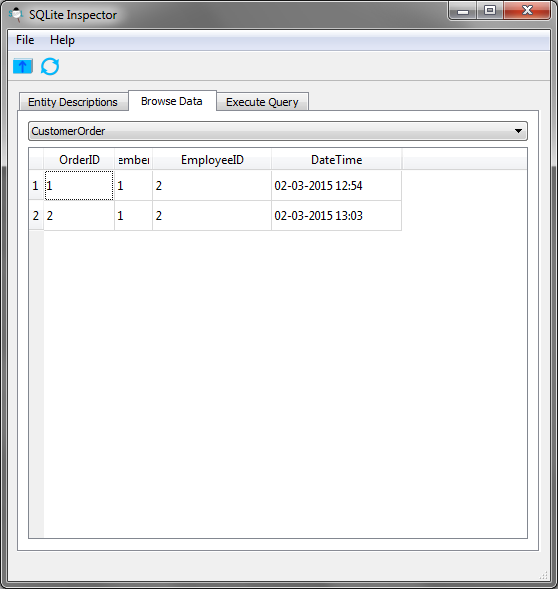 SQLite Inspector
File Help
Entity Descriptions Browse Data Execute Query
CustomerOrder
OrderID ember EmployeeID DateTime
1 1 1 2 02-03-2015 12:54
2 2 1 2 02-03-2015 13:03